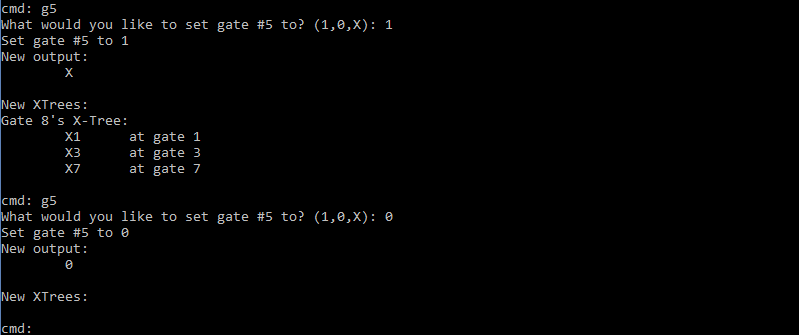 cmd: g5
What would you like to set gate #5 to? (1,0,X): 1
Set gate #5 to 1
New output:
X
New XTrees:
Gate 8's X-Tree:
X1 at gate 1
X3 at gate 3
X7 at gate 7
cmd: g5
What would you like to set gate #5 to? (1,0,X): 0
Set gate #5 to 0
New output:
0
New XTrees:
cmd: